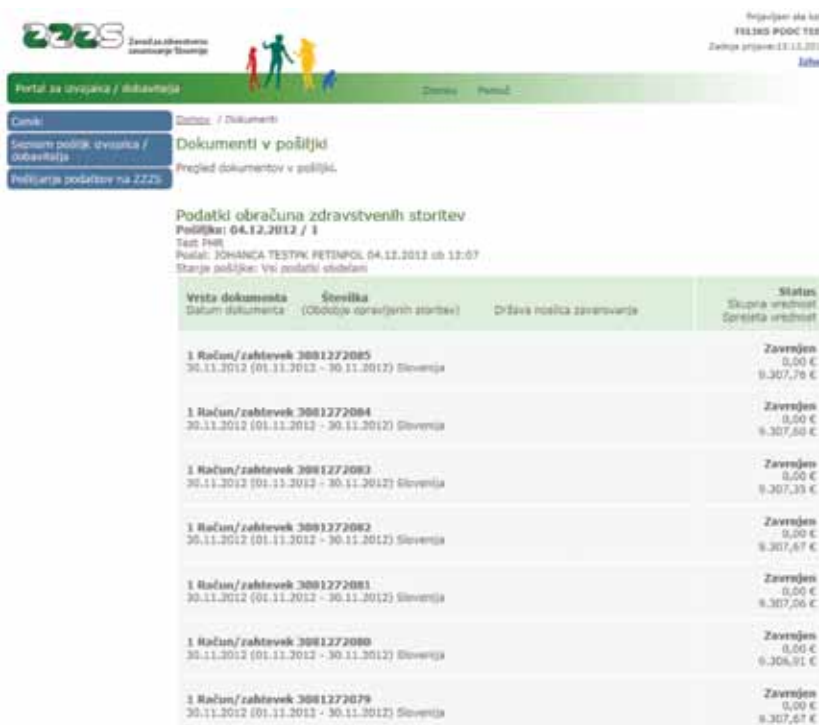 ZZZS Zavod za zdravstveno
zavarovanje Slovenije
Prijavljeni ste kot
Zadnja prijava:
Portal za izvajalca / dobavitelja
Domov Pomoč
Ceniki
Seznam pošiljk izvajalca /
dobavitelja
Pošiljanje podatkov na ZZZS
Domov / Dokumenti
Dokumenti v pošiljki
Pregled dokumentov v pošiljki.
Podatki obračuna zdravstvenih storitev
Pošiljka: 04.12.2012 / 1
Test PHR
Poslal: JOHANCA TESTPK PETINPOL 04.12.2012 ob 12:07
Stanje pošiljke: Vsi podatki obdelani
Vrsta dokumenta Številka Status
Datum dokumenta (Obdobje opravljenih storitev) Država nosilca zavarovanja Skupna vrednost
Sprejeta vrednost
1 Račun/zahtevek 3081272085 Zavrnjen
30.11.2012 (01.11.2012 - 30.11.2012) Slovenija 0,00 €
9.307,76 €
1 Račun/zahtevek 3081272084 Zavrnjen
30.11.2012 (01.11.2012 - 30.11.2012) Slovenija 0,00 €
9.307,60 €
1 Račun/zahtevek 3081272083 Zavrnjen
30.11.2012 (01.11.2012 - 30.11.2012) Slovenija 0,00 €
9.307,35 €
1 Račun/zahtevek 3081272082 Zavrnjen
30.11.2012 (01.11.2012 - 30.11.2012) Slovenija 0,00 €
9.307,67 €
1 Račun/zahtevek 3081272081 Zavrnjen
30.11.2012 (01.11.2012 - 30.11.2012) Slovenija 0,00 €
9.307,06 €
1 Račun/zahtevek 3081272080 Zavrnjen
30.11.2012 (01.11.2012 - 30.11.2012) Slovenija 0,00 €
9.306,91 €
1 Račun/zahtevek 3081272079 Zavrnjen
30.11.2012 (01.11.2012 - 30.11.2012) Slovenija 0,00 €
9.307,67 €